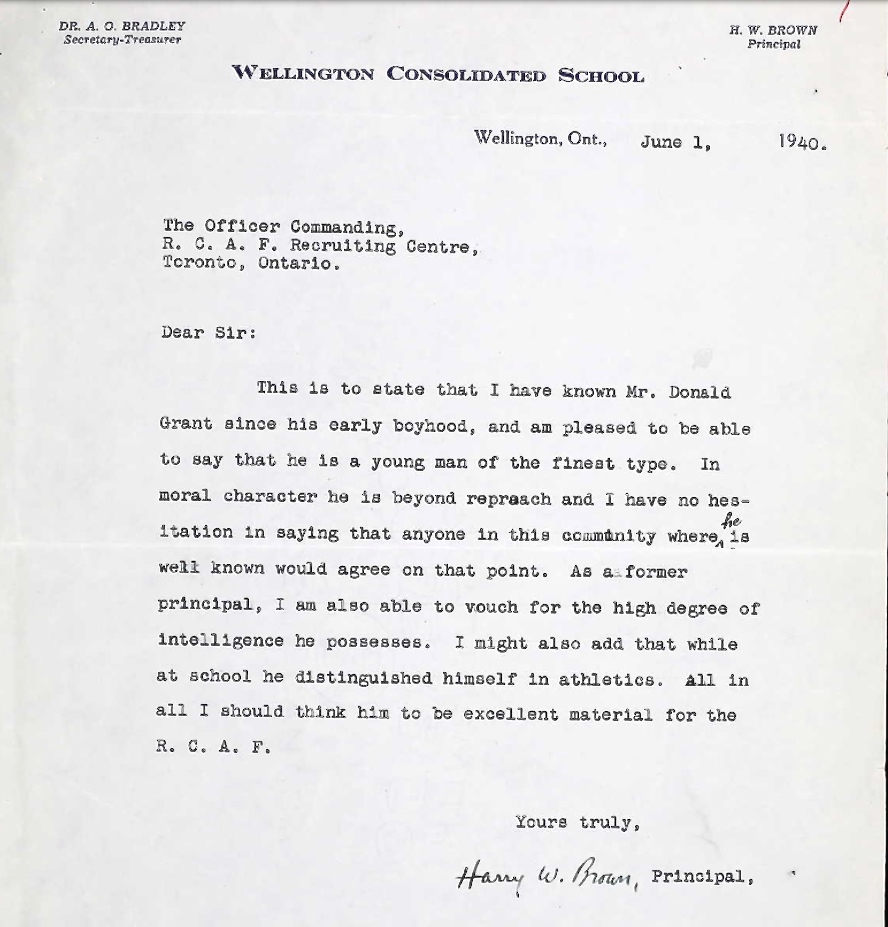 DR. A. O. BRADLEY
Secretary-Treasurer
H. W. BROWN
Principal
WELLINGTON CONSOLIDATED SCHOOL
Wellington, Ont., June 1, 1940.
The Officer Commanding,
R. C. A. F. Recruiting Centre,
Toronto, Ontario.
Dear Sir:
This is to state that I have known Mr. Donald
Grant since his early boyhood, and am pleased to be able
to say that he is a young man of the finest type. In
moral character he is beyond repraach and I have no hes-
itation in saying that anyone in this community where he is
well known would agree on that point. As a former
principal, I am also able to vouch for the high degree of
intelligence he possesses. I might also add that while
at school he distinguished himself in athletics. All in
all I should think him to be excellent material for the
R. C. A. F.
Yours truly,
Harry W. Brown, Principal,